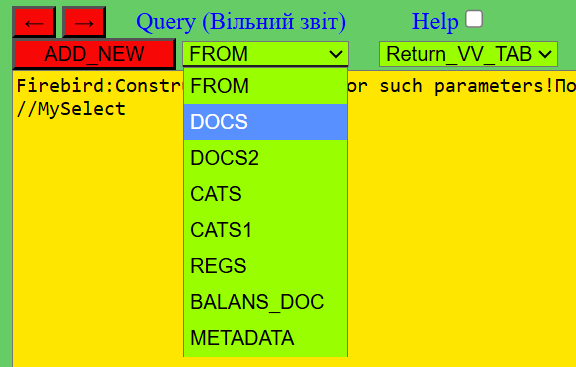 ← → Query (Вільний звіт) Help
ADD_NEW FROM Return_VV_TAB
Firebird:Constr or such parameters!По
//MySelect
FROM
DOCS
DOCS2
CATS
CATS1
REGS
BALANS_DOC
METADATA